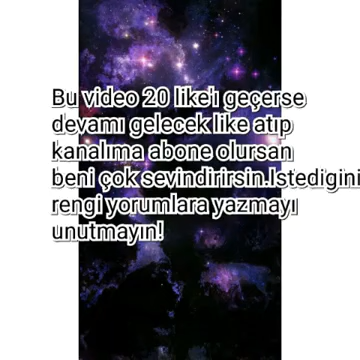 Bu video 20 like'ı geçerse
devamı gelecek like atıp
kanalıma abone olursan
beni çok sevindirirsin.Istedigini
rengi yorumlara yazmayı
unutmayın!